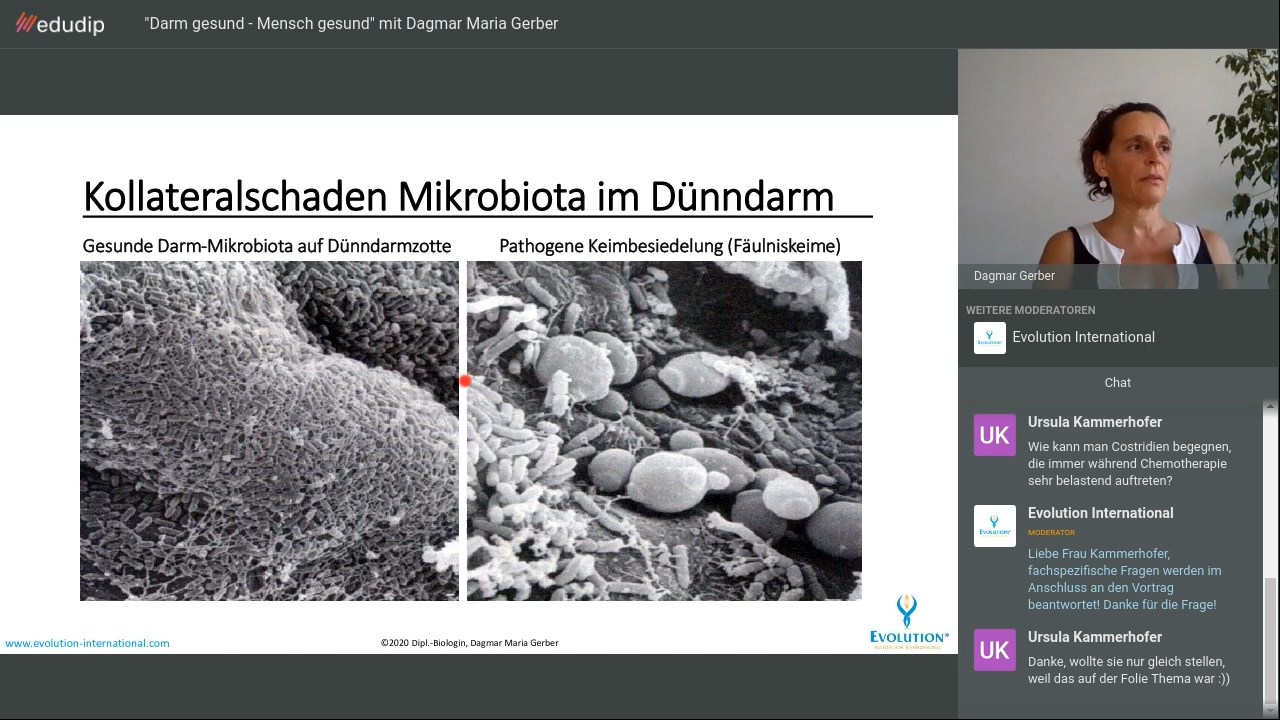 edudip
"Darm gesund - Mensch gesund" mit Dagmar Maria Gerber
Kollateralschaden Mikrobiota im Dünndarm
Gesunde Darm-Mikrobiota auf Dünndarmzotte
Pathogene Keimbesiedelung (Fäulniskeime)
www.evolution-international.com
©2020 Dipl.-Biologin, Dagmar Maria Gerber
EVOLUTION®
Dagmar Gerber
WEITERE MODERATOREN
Evolution International
Chat
UK
Ursula Kammerhofer
Wie kann man Costridien begegnen,
die immer während Chemotherapie
sehr belastend auftreten?
Evolution International
MODERATOR
Liebe Frau Kammerhofer,
fachspezifische Fragen werden im
Anschluss an den Vortrag
beantwortet! Danke für die Frage!
UK
Ursula Kammerhofer
Danke, wollte sie nur gleich stellen,
weil das auf der Folie Thema war :))